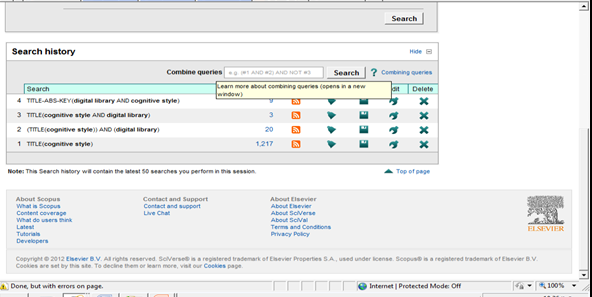 Search
Search history
Hide
Combine queries e.g. (#1 AND #2) AND NOT #3 Search ? Combining queries
Learn more about combining queries (opens in a new window)
Search dit Delete
4 TITLE-ABS-KEY(digital library AND cognitive style) 9
3 TITLE(cognitive style AND digital library) 3
2 (TITLE(cognitive style)) AND (digital library) 20
1 TITLE(cognitive style) 1,217
Note: This Search history will contain the latest 50 searches you perform in this session.
Top of page
About Scopus
What is Scopus
Content coverage
What do users think
Latest
Tutorials
Developers
Contact and Support
Contact and support
Live Chat
About Elsevier
About Elsevier
About SciVerse
About SciVal
Terms and Conditions
Privacy Policy
ELSEVIER
Copyright © 2012 Elsevier B.V. All rights reserved. SciVerse® is a registered trademark of Elsevier Properties S.A., used under license. Scopus® is a registered trademark of Elsevier B.V.
Cookies are set by this site. To decline them or learn more, visit our Cookies page.
Done, but with errors on page.
Internet | Protected Mode: Off
100%